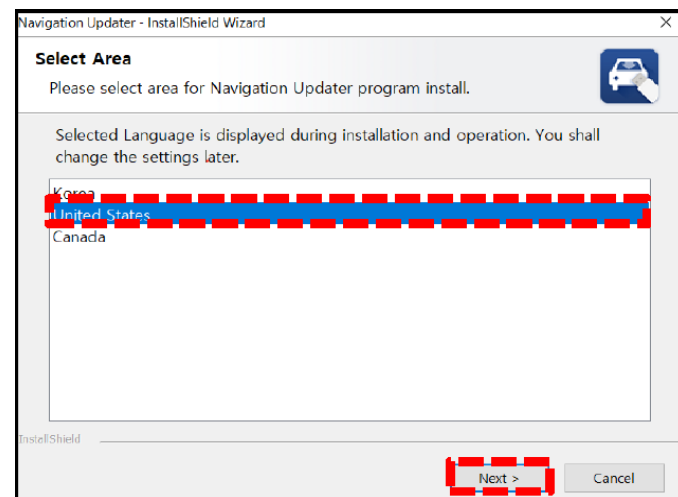 Navigation Updater - InstallShield Wizard
Select Area
Please select area for Navigation Updater program install.
Selected Language is displayed during installation and operation. You shall
change the settings later.
Korea
United States
Canada
InstallShield
Next >
Cancel